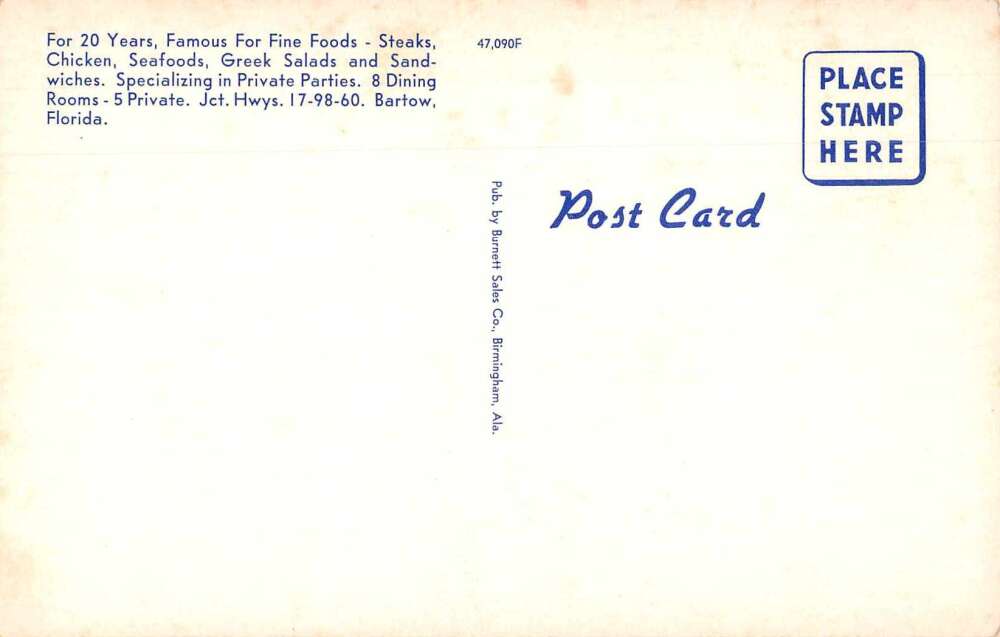 For 20 Years, Famous For Fine Foods - Steaks,
Chicken, Seafoods, Greek Salads and Sand-
wiches. Specializing in Private Parties. 8 Dining
Rooms - 5 Private. Jct. Hwys. 17-98-60. Bartow,
Florida.
47,090F
PLACE
STAMP
HERE
Post Card
Pub. by Burnett Sales Co., Birmingham, Ala.